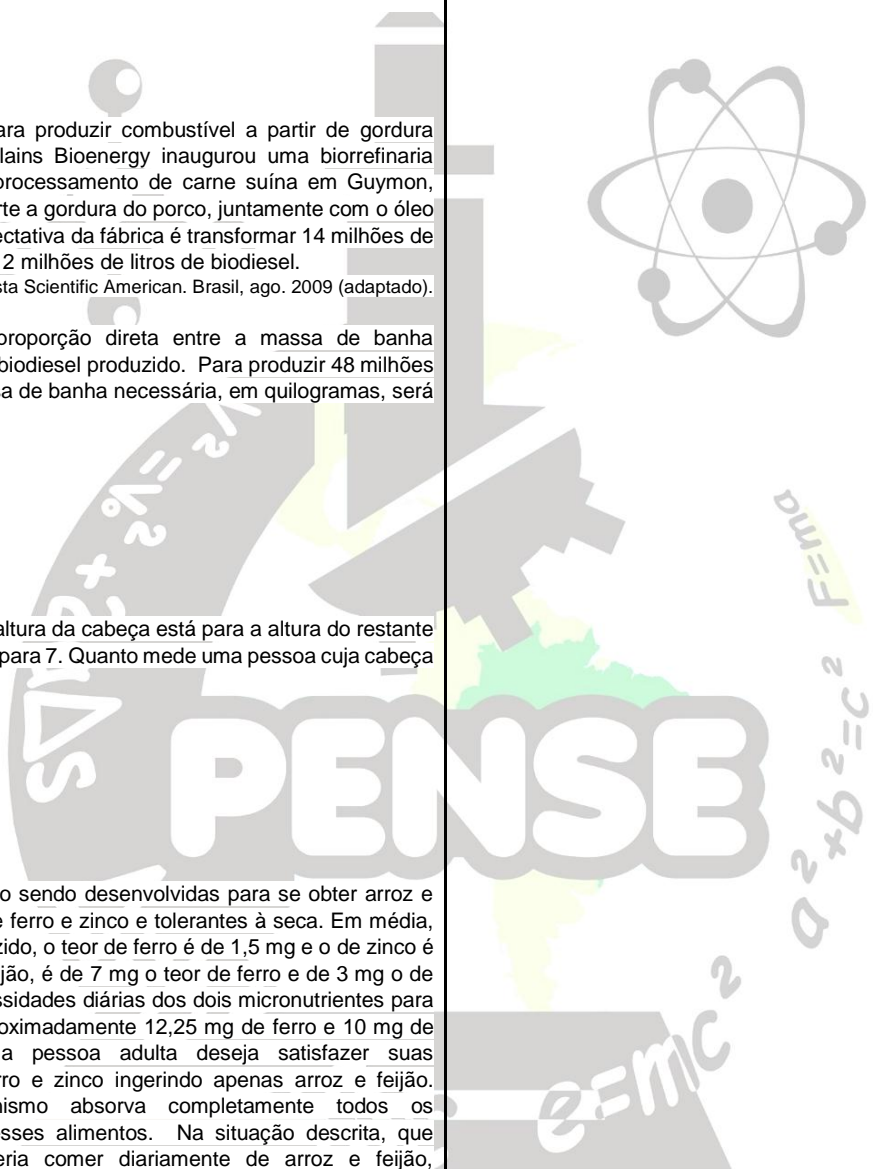 ara produzir combustível a partir de gordura
lains Bioenergy inaugurou uma biorrefinaria
processamento de carne suína em Guymon,
rte a gordura do porco, juntamente com o óleo
ectativa da fábrica é transformar 14 milhões de
2 milhões de litros de biodiesel.
sta Scientific American. Brasil, ago. 2009 (adaptado).
proporção direta entre a massa de banha
biodiesel produzido. Para produzir 48 milhões
sa de banha necessária, em quilogramas, será
altura da cabeça está para a altura do restante
para 7. Quanto mede uma pessoa cuja cabeça
o sendo desenvolvidas para se obter arroz e
e ferro e zinco e tolerantes à seca. Em média,
zido, o teor de ferro é de 1,5 mg e o de zinco é
ijão, é de 7 mg o teor de ferro e de 3 mg o de
ssidades diárias dos dois micronutrientes para
oximadamente 12,25 mg de ferro e 10 mg de
a pessoa adulta deseja satisfazer suas
rro e zinco ingerindo apenas arroz e feijão.
nismo absorva completamente todos os
esses alimentos. Na situação descrita, que
eria comer diariamente de arroz e feijão,
PENSE
F=ma
a²+b²=c²
e=mc²